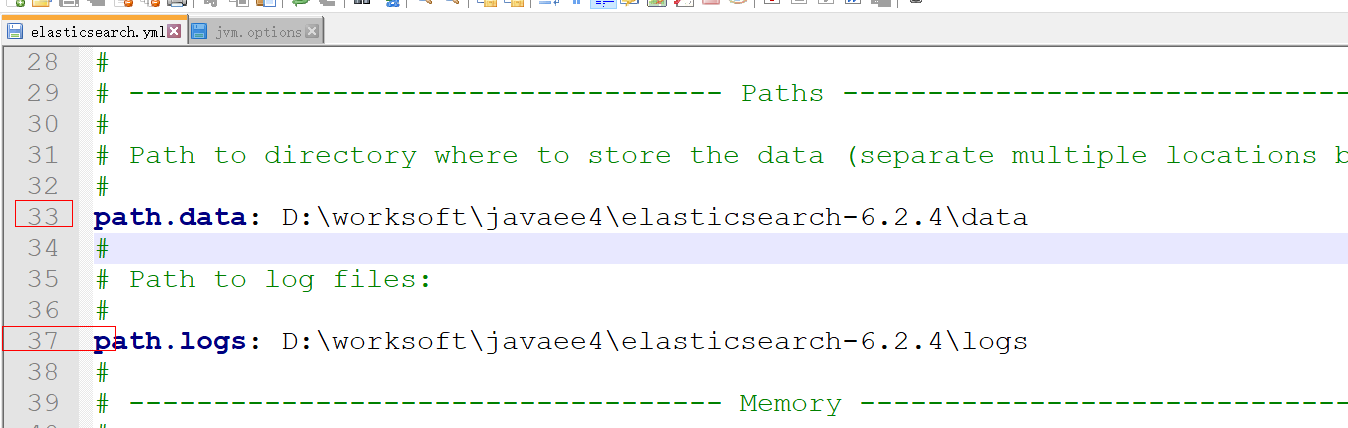 elasticsearch.yml jvm.options
28 #
29 # ----------------------------------- Paths -----------------------------
30 #
31 # Path to directory where to store the data (separate multiple locations b
32 #
33 path.data: D:\worksoft\javaee4\elasticsearch-6.2.4\data
34 #
35 # Path to log files:
36 #
37 path.logs: D:\worksoft\javaee4\elasticsearch-6.2.4\logs
38 #
39 # ----------------------------------- Memory ----------------------------